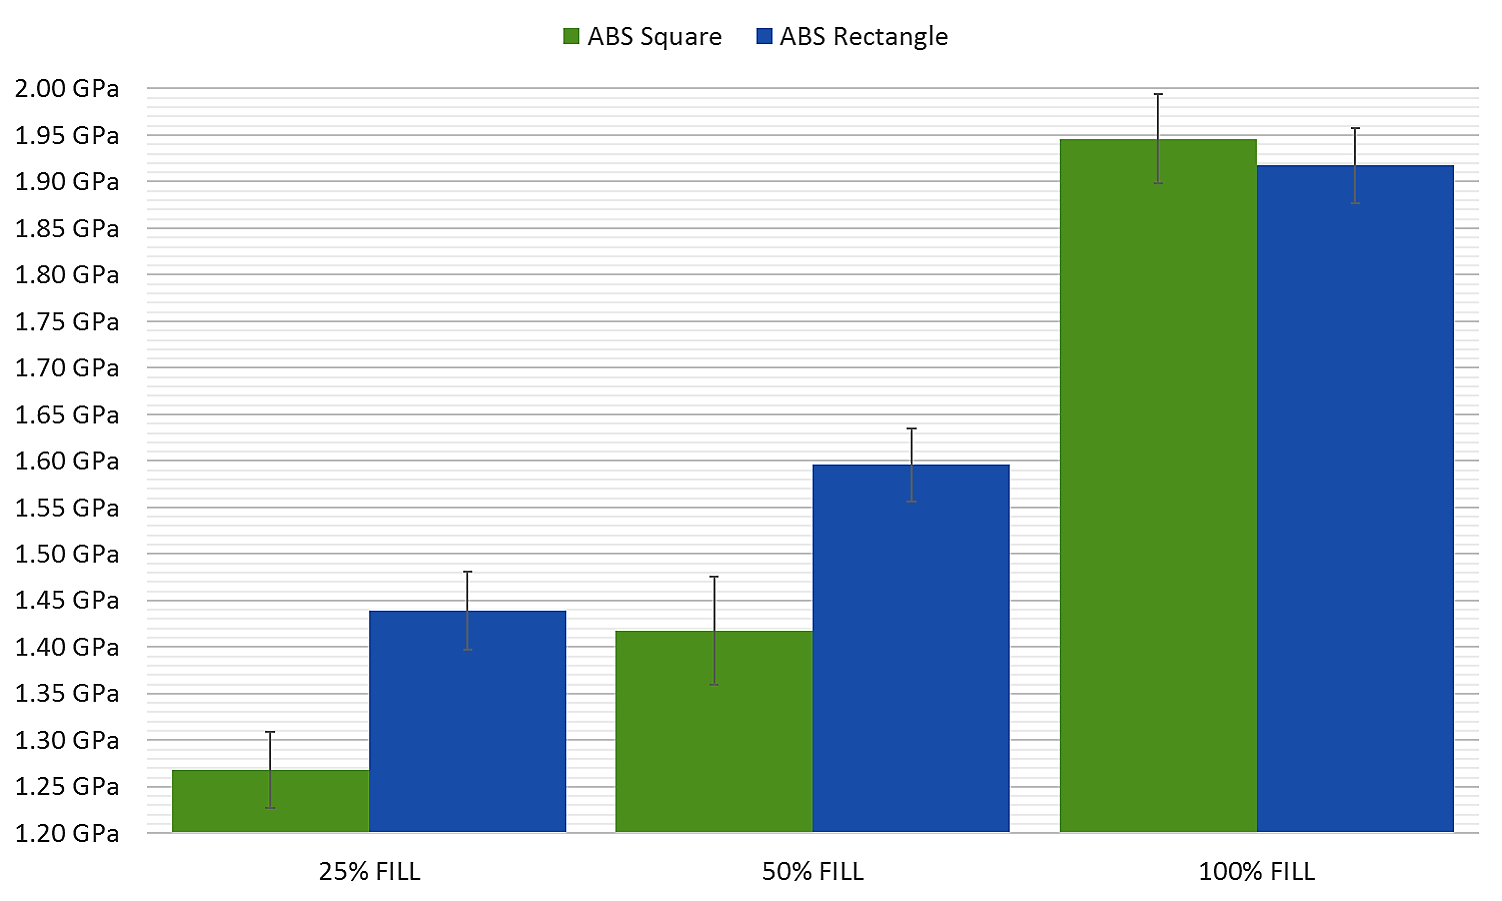 ABS Square ABS Rectangle
2.00 GPa
1.95 GPa
1.90 GPa
1.85 GPa
1.80 GPa
1.75 GPa
1.70 GPa
1.65 GPa
1.60 GPa
1.55 GPa
1.50 GPa
1.45 GPa
1.40 GPa
1.35 GPa
1.30 GPa
1.25 GPa
1.20 GPa
25% FILL 50% FILL 100% FILL